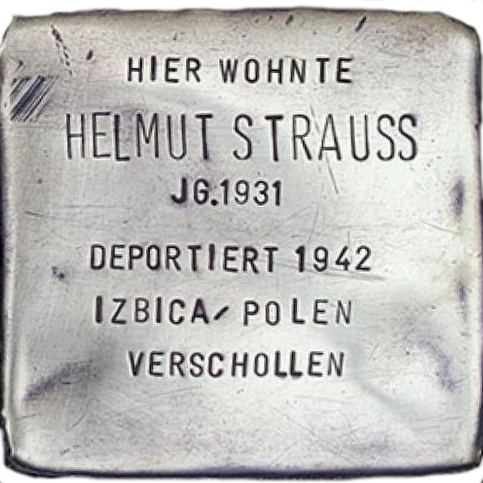 HIER WOHNTE
HELMUT STRAUSS
JG.1931
DEPORTIERT 1942
IZBICA/POLEN
VERSCHOLLEN